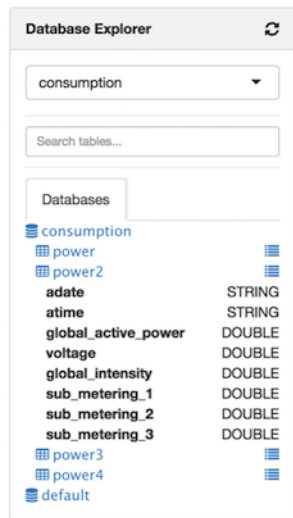 Database Explorer
consumption
Search tables...
Databases
consumption
power
power2
adate STRING
atime STRING
global_active_power DOUBLE
voltage DOUBLE
global_intensity DOUBLE
sub_metering_1 DOUBLE
sub_metering_2 DOUBLE
sub_metering_3 DOUBLE
power3
power4
default